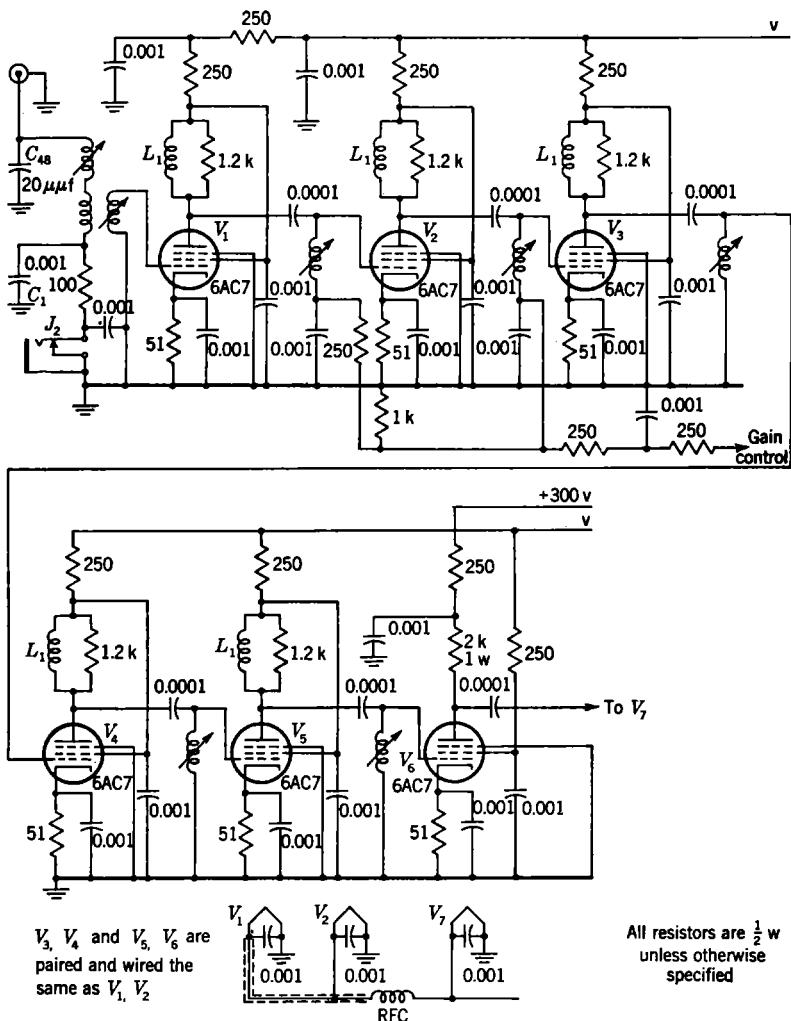 250
v
0.001
250
0.001
250
250
C48
20 μμf
L1
1.2 k
L1
1.2 k
L1
1.2 k
0.0001
0.0001
0.0001
V1
V2
V3
0.001
C1
100
6AC7
0.001
6AC7
0.001
6AC7
0.001
J2
0.001
51
0.001
0.001
250
51
0.001
0.001
51
0.001
0.001
1 k
250
250
Gain
control
+300 v
v
250
250
250
0.001
2 k
1 w
250
L1
1.2 k
L1
1.2 k
0.0001
0.0001
0.0001
To V7
V4
V5
V6
6AC7
6AC7
6AC7
0.001
0.001
0.001
0.001
51
0.001
51
0.001
51
V1
V2
V7
V3, V4 and V5, V6 are
paired and wired the
same as V1, V2
0.001
0.001
0.001
RFC
All resistors are 1/2 w
unless otherwise
specified